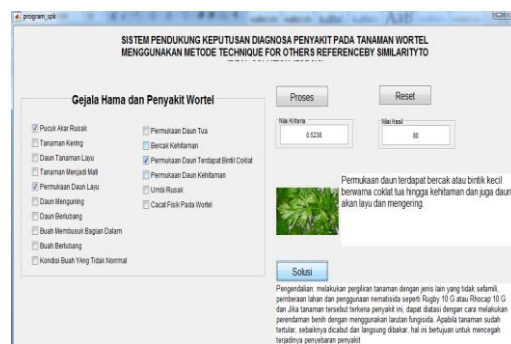 program_spk
SISTEM PENDUKUNG KEPUTUSAN DIAGNOSA PENYAKIT PADA TANAMAN WORTEL
MENGGUNAKAN METODE TECHNIQUE FOR OTHERS REFERENCEBY SIMILARITYTO
Gejala Hama dan Penyakit Wortel
Pucuk Akar Rusak
Tanaman Kering
Daun Tanaman Layu
Tanaman Menjadi Mati
Permukaan Daun Layu
Daun Menguning
Daun Berlubang
Buah Membusuk Bagian Dalam
Buah Berlubang
Kondisi Buah YAng Tidak Norrmal
Permukaan Daun Tua
Bercak Kehitaman
Permukaan Daun Terdapat Bintil Coklat
Permukaan Daun Kehitaman
Umbi Rusak
Cacat Fisik Pada Wortel
Proses
Reset
Nilai Kriteria
0.5238
Nilai Hasil
80
Permukaan daun terdapat bercak atau bintik kecil
berwarna coklat tua hingga kehitaman dan juga daun
akan layu dan mengering.
Solusi
Pengendalian: melakukan pergiliran tanaman dengan jenis lain yang tidak sefamili,
pemberaan lahan dan penggunaan nematisida seperti Rugby 10 G atau Rhocap 10 G
dan Jika tanaman tersebut terkena penyakit ini, dapat diatasi dengan cara melakukan
perendaman benih dengan menggunakan larutan fungisida. Apabila tanaman sudah
tertular, sebaiknya dicabut dan langsung dibakar, hal ini bertujuan untuk mencegah
terjadinya penyebaran penyakit